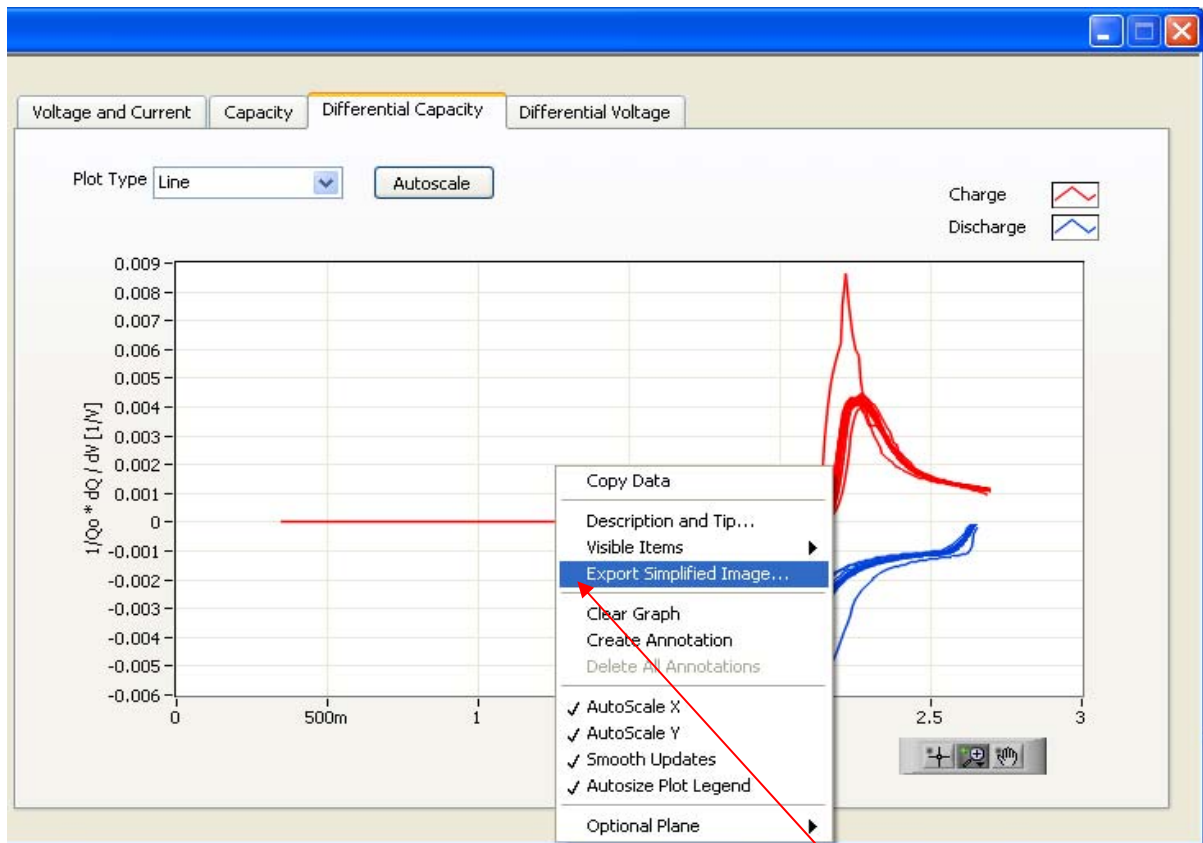 Voltage and Current Capacity Differential Capacity Differential Voltage
Plot Type Line Autoscale
Charge
Discharge
0.009
0.008
0.007
0.006
0.005
0.004
0.003
0.002
0.001
0
-0.001
-0.002
-0.003
-0.004
-0.005
-0.006
1/Qo * dQ / dV [1/V]
0 500m 1 2.5 3
Copy Data
Description and Tip...
Visible Items
Export Simplified Image...
Clear Graph
Create Annotation
Delete All Annotations
AutoScale X
AutoScale Y
Smooth Updates
Autosize Plot Legend
Optional Plane